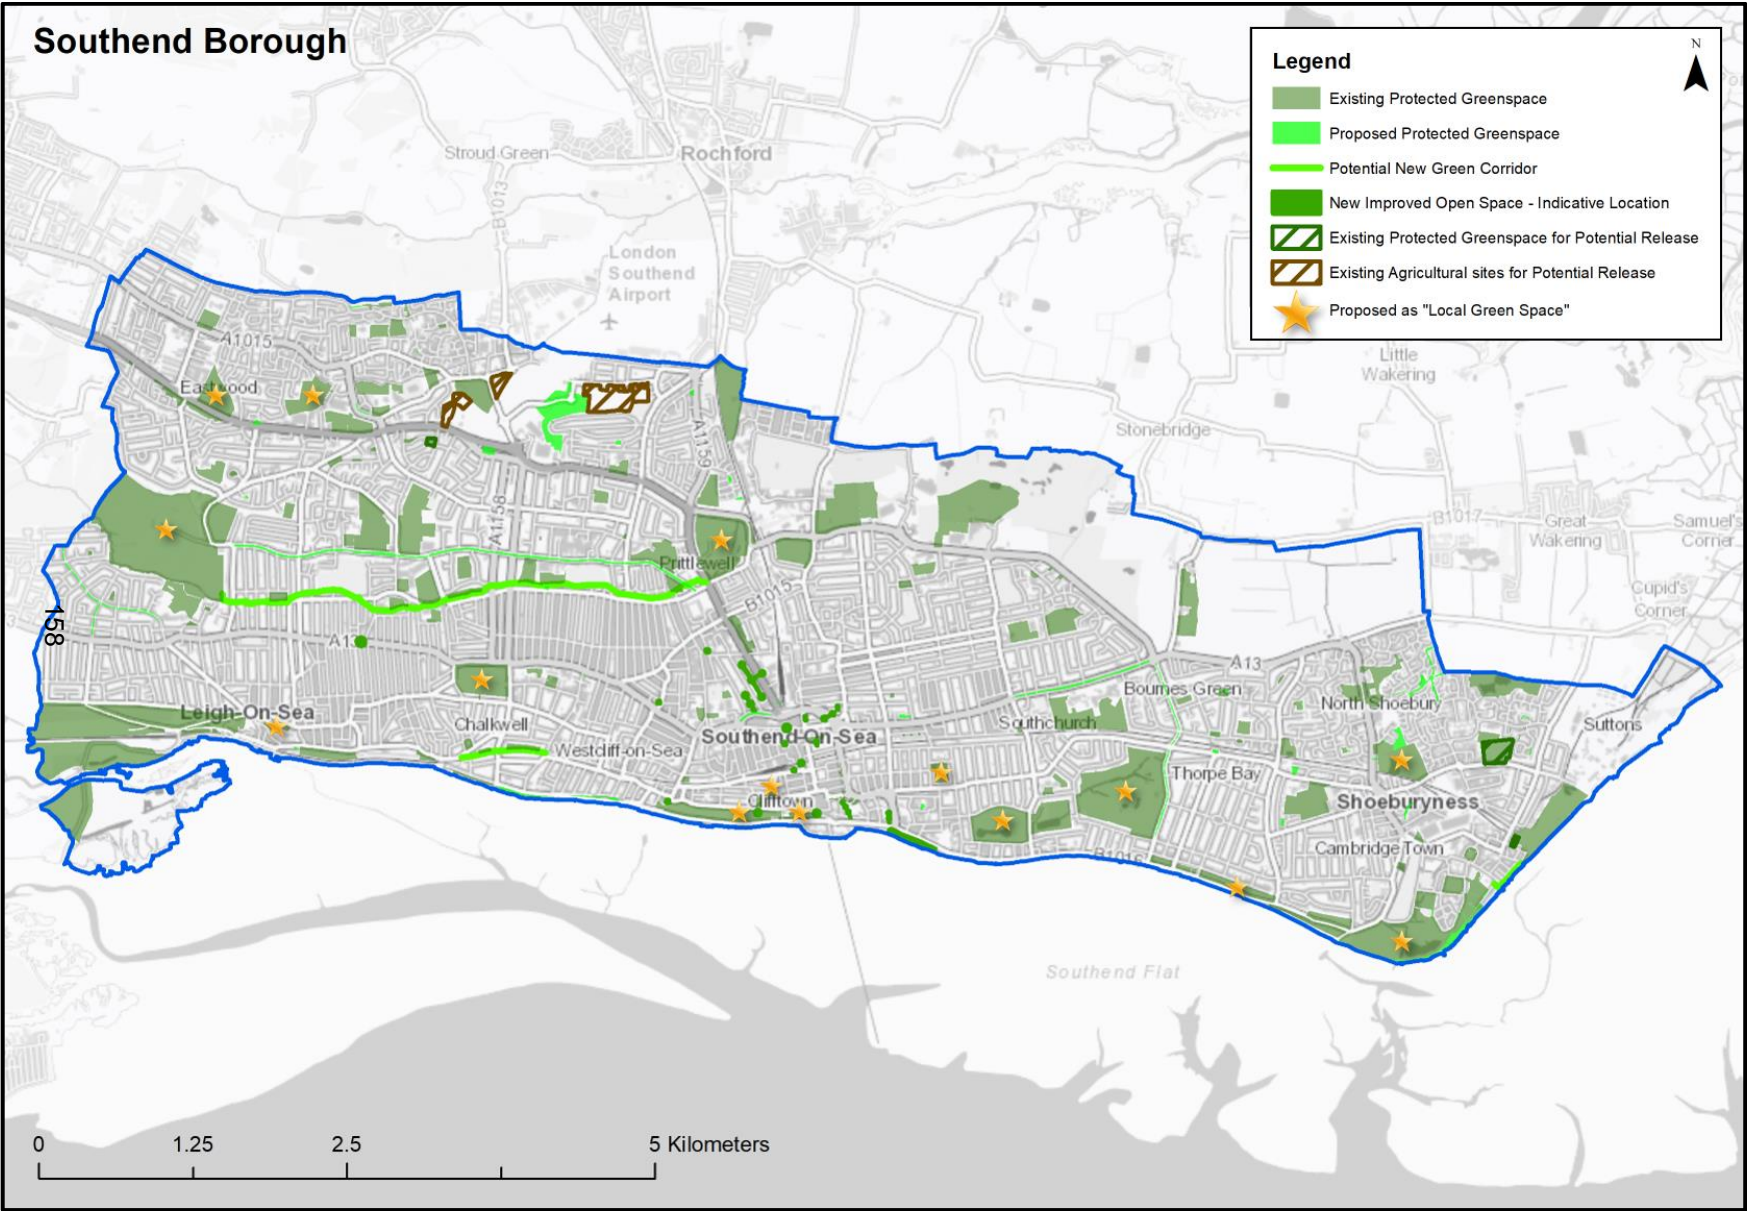 Southend Borough
Legend
N
Existing Protected Greenspace
Proposed Protected Greenspace
Potential New Green Corridor
New Improved Open Space - Indicative Location
Existing Protected Greenspace for Potential Release
Existing Agricultural sites for Potential Release
Proposed as "Local Green Space"
Stroud Green
Rochford
B1013
London
Southend
Airport
A1015
Eastwood
Little
Wakering
Stonebridge
A1159
A1158
B1017
Great
Wakering
Samuel's
Corner
Prittlewell
B1015
Cupid's
Corner
158
A13
A13
Bournes Green
North Shoebury
Leigh-On-Sea
Chalkwell
Westcliff-on-Sea
Southend-On-Sea
Southchurch
Suttons
Thorpe Bay
Clifftown
Shoeburyness
Cambridge Town
B1016
Southend Flat
0 1.25 2.5 5 Kilometers